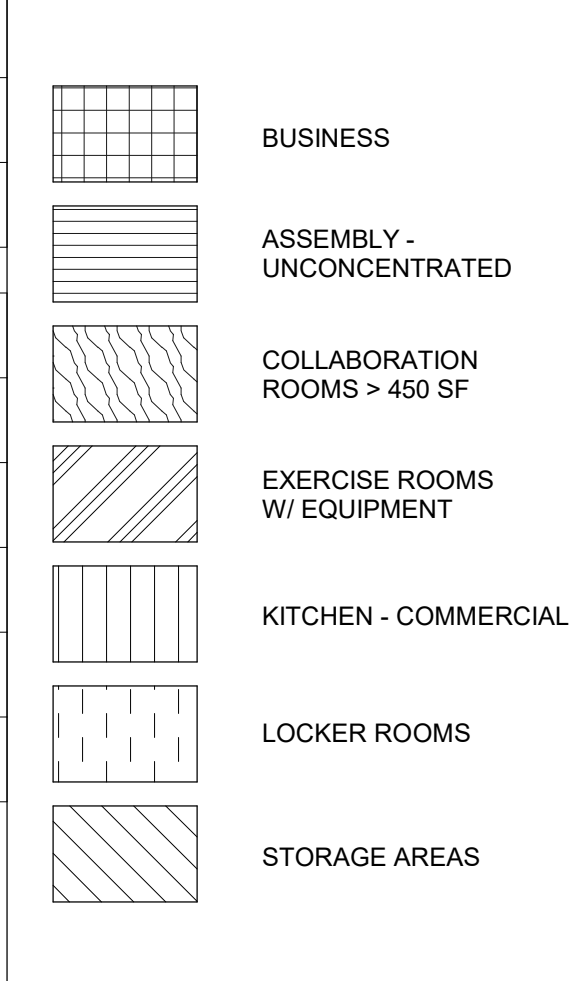 BUSINESS
ASSEMBLY -
UNCONCENTRATED
COLLABORATION
ROOMS > 450 SF
EXERCISE ROOMS
W/ EQUIPMENT
KITCHEN - COMMERCIAL
LOCKER ROOMS
STORAGE AREAS